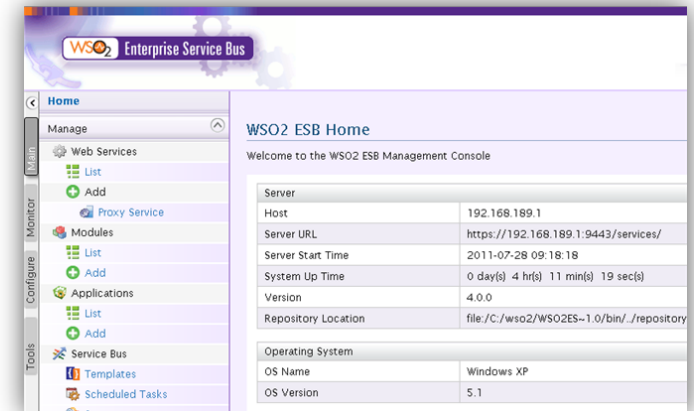 WSO2 Enterprise Service Bus
Home
Manage
Web Services
List
Add
Proxy Service
Modules
List
Add
Applications
List
Add
Service Bus
Templates
Scheduled Tasks
Main
Monitor
Configure
Tools
WSO2 ESB Home
Welcome to the WSO2 ESB Management Console
Server
Host 192.168.189.1
Server URL https://192.168.189.1:9443/services/
Server Start Time 2011-07-28 09:18:18
System Up Time 0 day(s) 4 hr(s) 11 min(s) 19 sec(s)
Version 4.0.0
Repository Location file:/C:/wso2/WSO2ES~1.0/bin/../repository
Operating System
OS Name Windows XP
OS Version 5.1